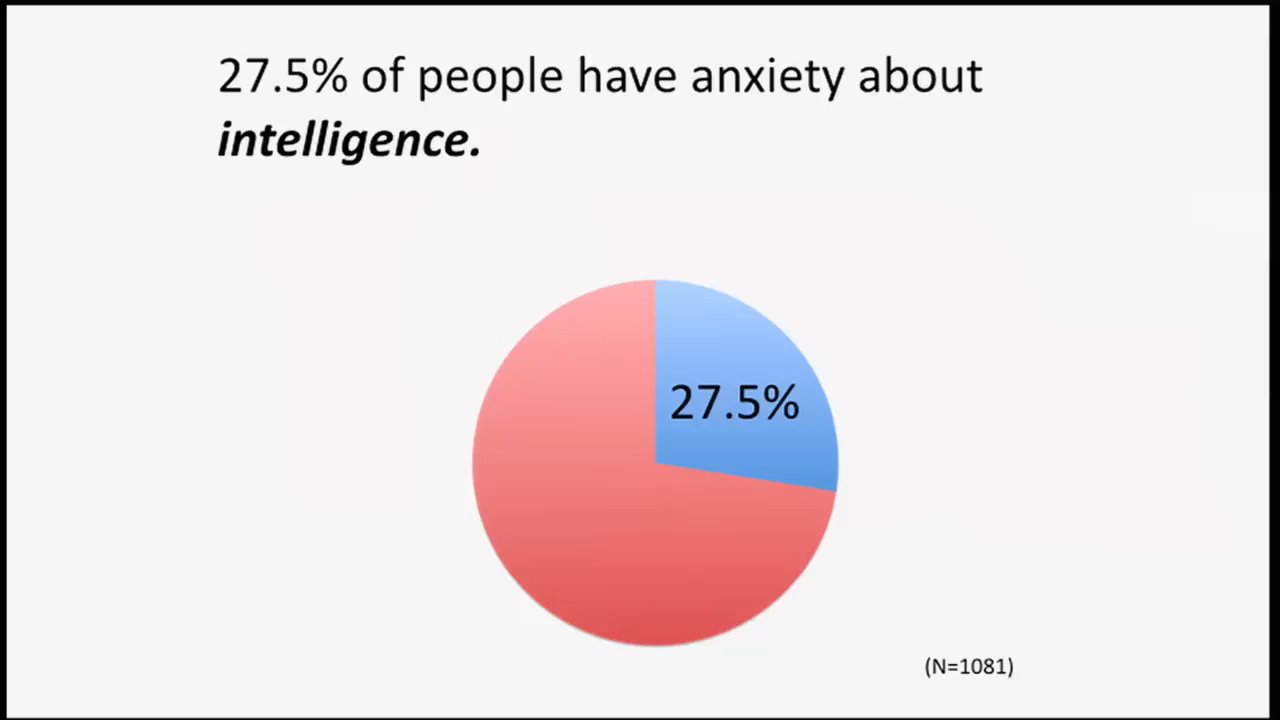 27.5% of people have anxiety about
intelligence.
27.5%
(N=1081)